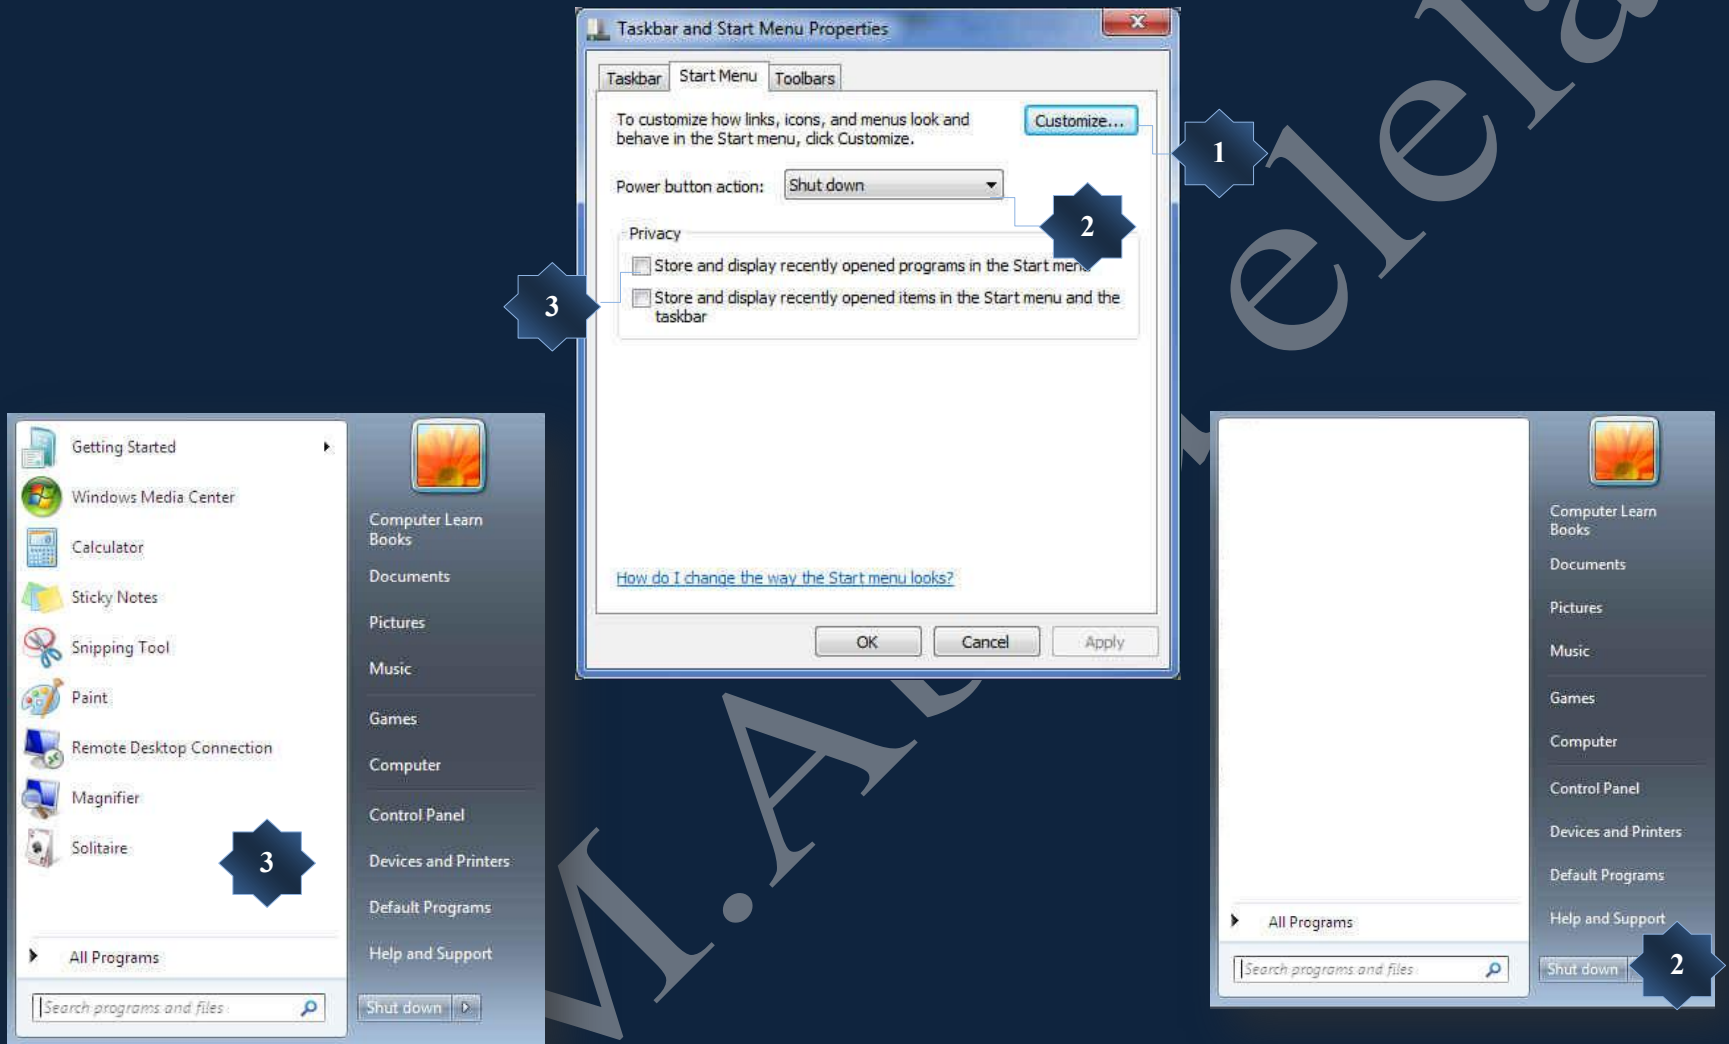 Taskbar and Start Menu Properties
Taskbar
Start Menu
Toolbars
To customize how links, icons, and menus look and
behave in the Start menu, click Customize.
Customize...
1
Power button action:
Shut down
2
Privacy
Store and display recently opened programs in the Start men
3
Store and display recently opened items in the Start menu and the
taskbar
How do I change the way the Start menu looks?
OK
Cancel
Apply
Getting Started
Windows Media Center
Calculator
Sticky Notes
Snipping Tool
Paint
Remote Desktop Connection
Magnifier
Solitaire
3
All Programs
Search programs and files
Computer Learn
Books
Documents
Pictures
Music
Games
Computer
Control Panel
Devices and Printers
Default Programs
Help and Support
Shut down
All Programs
Search programs and files
Computer Learn
Books
Documents
Pictures
Music
Games
Computer
Control Panel
Devices and Printers
Default Programs
Help and Support
Shut down
2